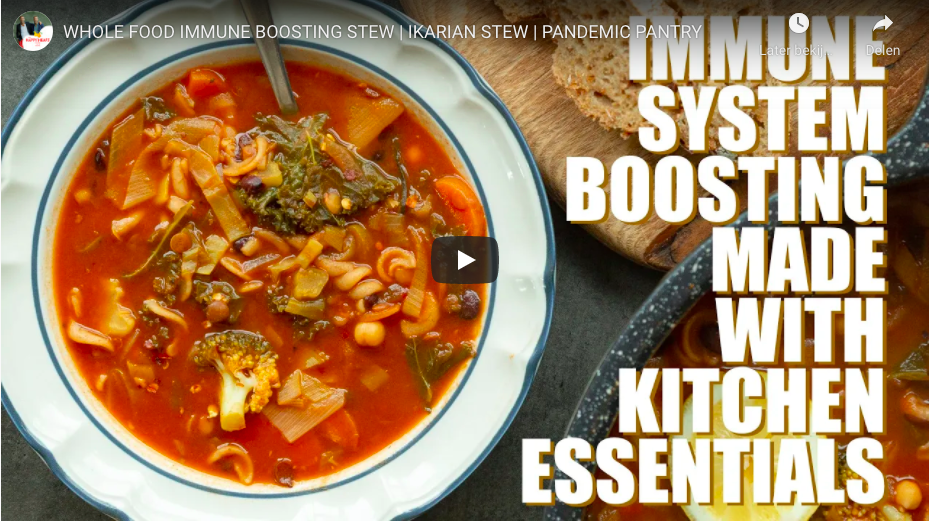 WHOLE FOOD IMMUNE BOOSTING STEW | IKARIAN STEW | PANDEMIC PANTRY
Later bekij...
Delen
IMMUNE
SYSTEM
BOOSTING
MADE
WITH
KITCHEN
ESSENTIALS